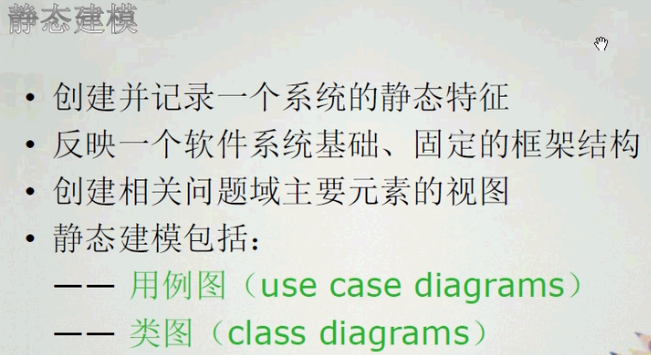 静态建模
• 创建并记录一个系统的静态特征
• 反映一个软件系统基础、固定的框架结构
• 创建相关问题域主要元素的视图
• 静态建模包括：
—— 用例图（use case diagrams）
—— 类图（class diagrams）